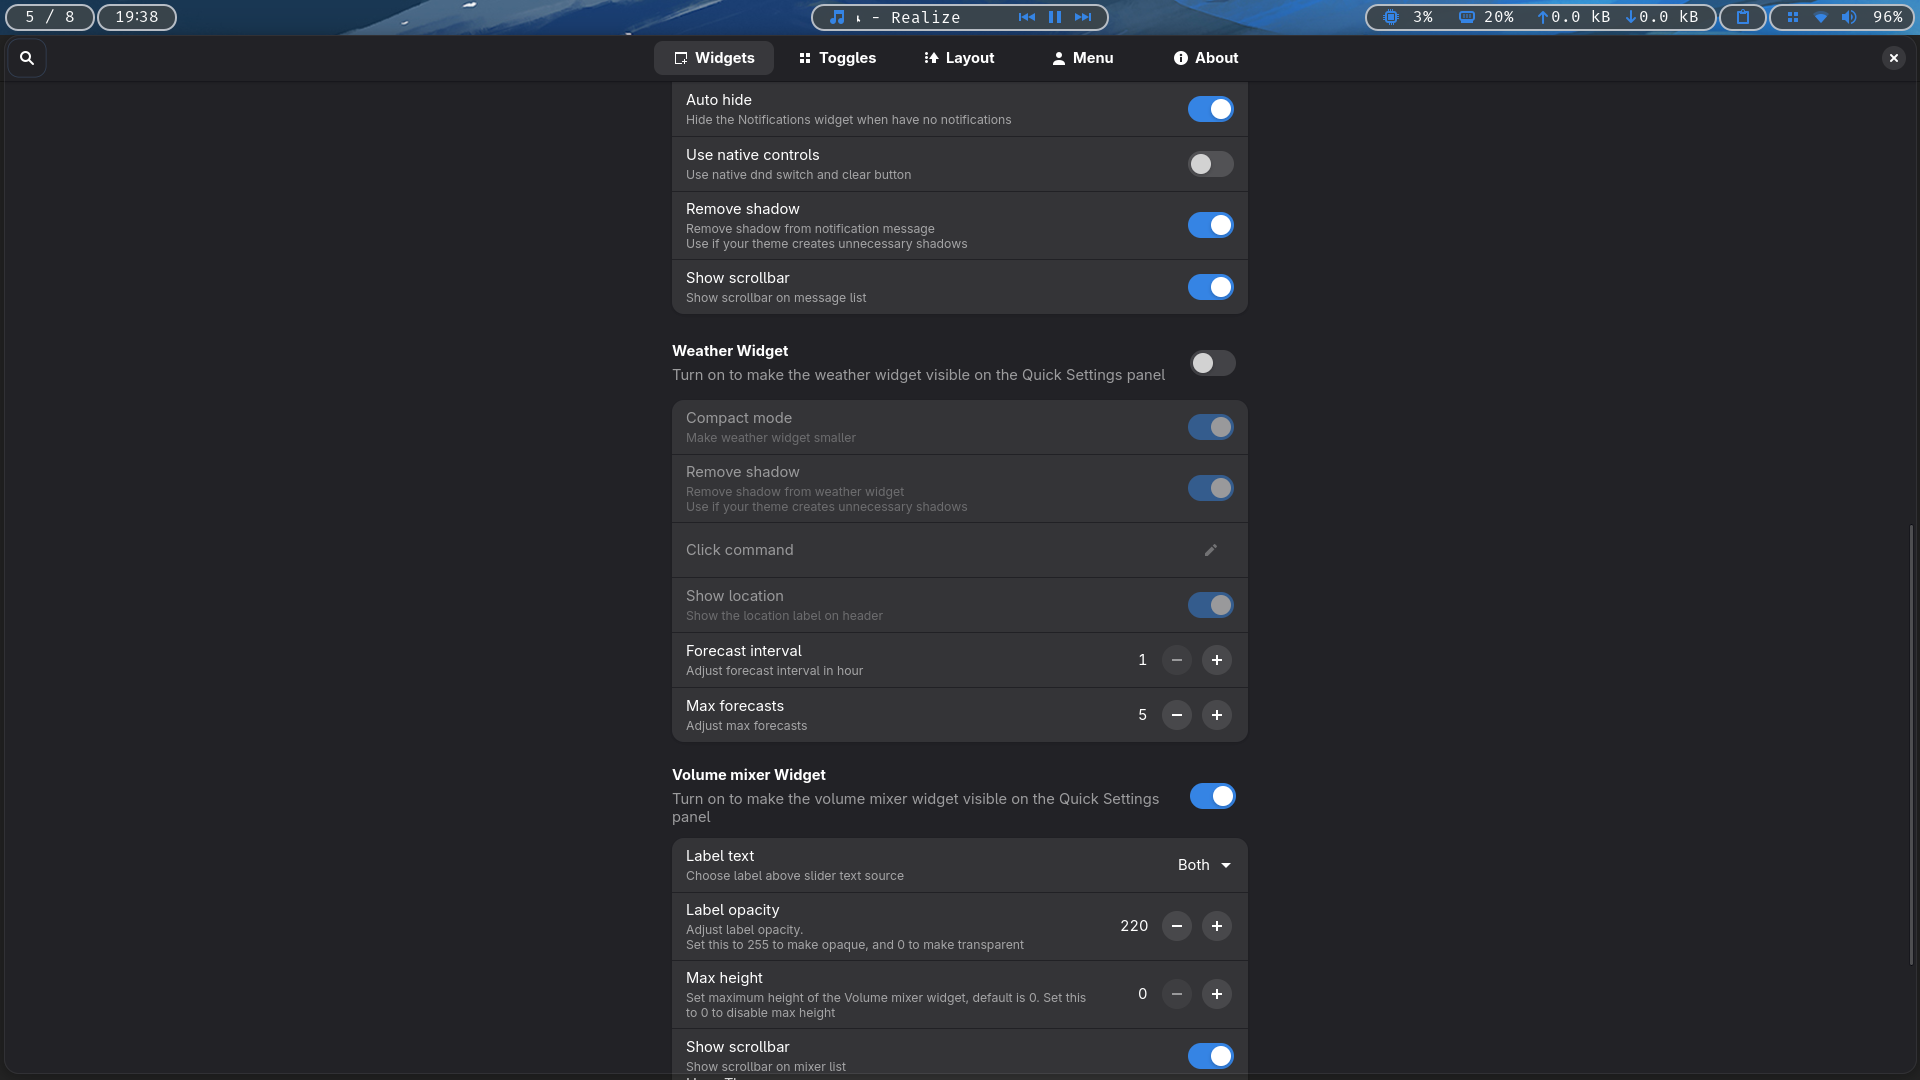 5 / 8
19:38
- Realize
3%
20%
0.0 kB
0.0 kB
96%
Widgets
Toggles
Layout
Menu
About
Auto hide
Hide the Notifications widget when have no notifications
Use native controls
Use native dnd switch and clear button
Remove shadow
Remove shadow from notification message
Use if your theme creates unnecessary shadows
Show scrollbar
Show scrollbar on message list
Weather Widget
Turn on to make the weather widget visible on the Quick Settings panel
Compact mode
Make weather widget smaller
Remove shadow
Remove shadow from weather widget
Use if your theme creates unnecessary shadows
Click command
Show location
Show the location label on header
Forecast interval
Adjust forecast interval in hour
1
Max forecasts
Adjust max forecasts
5
Volume mixer Widget
Turn on to make the volume mixer widget visible on the Quick Settings
panel
Label text
Choose label above slider text source
Both
Label opacity
Adjust label opacity.
Set this to 255 to make opaque, and 0 to make transparent
220
Max height
Set maximum height of the Volume mixer widget, default is 0. Set this
to 0 to disable max height
0
Show scrollbar
Show scrollbar on mixer list